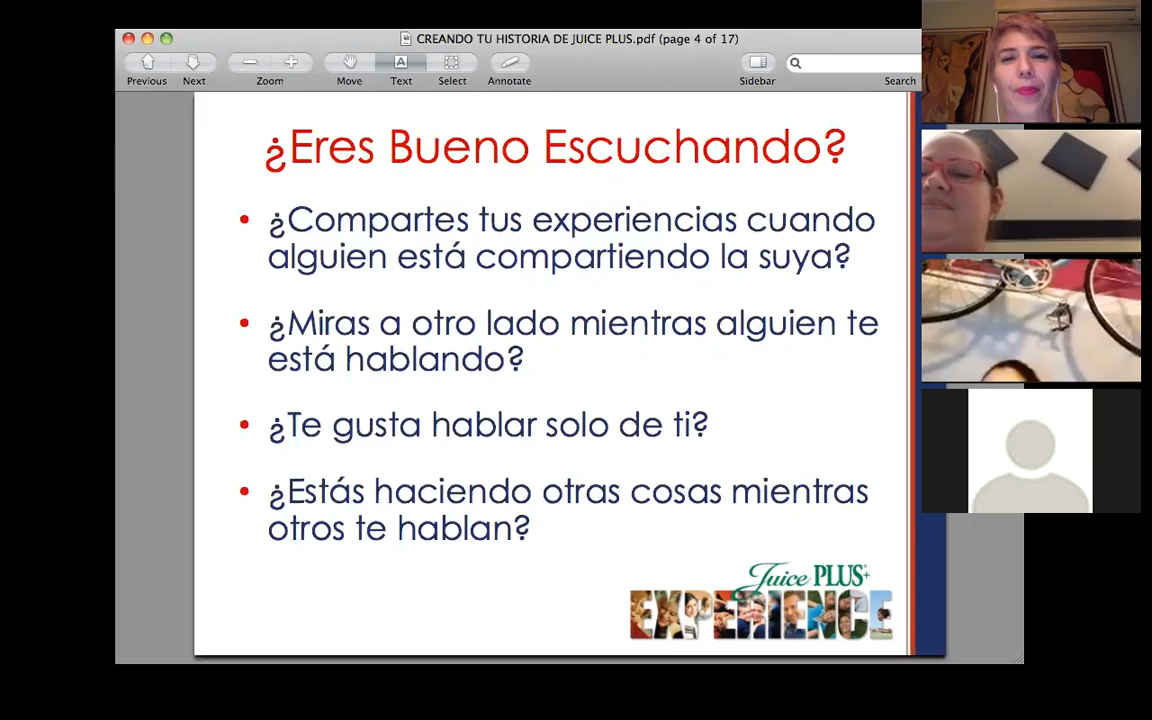 CREANDO TU HISTORIA DE JUICE PLUS.pdf (page 4 of 17)
Previous Next Zoom Move Text Select Annotate Sidebar Search
¿Eres Bueno Escuchando?
• ¿Compartes tus experiencias cuando
alguien está compartiendo la suya?
• ¿Miras a otro lado mientras alguien te
está hablando?
• ¿Te gusta hablar solo de ti?
• ¿Estás haciendo otras cosas mientras
otros te hablan?
Juice PLUS+
EXPERIENCE